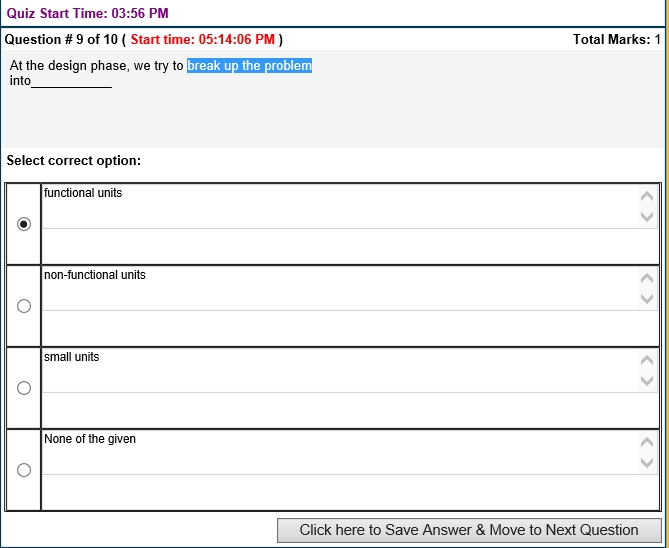 Quiz Start Time: 03:56 PM
Question # 9 of 10 ( Start time: 05:14:06 PM ) Total Marks: 1
At the design phase, we try to break up the problem
into____________
Select correct option:
functional units
non-functional units
small units
None of the given
Click here to Save Answer & Move to Next Question